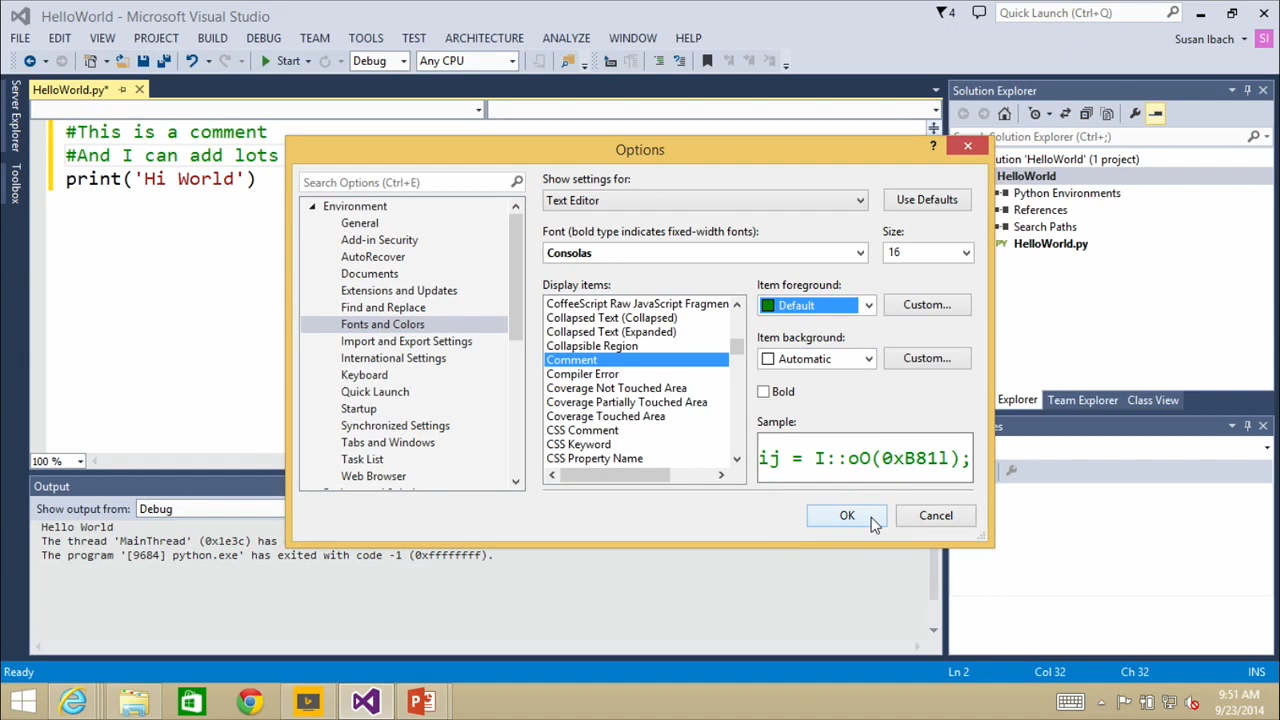 HelloWorld - Microsoft Visual Studio
4
Quick Launch (Ctrl+Q)
FILE EDIT VIEW PROJECT BUILD DEBUG TEAM TOOLS TEST ARCHITECTURE ANALYZE WINDOW HELP
Susan Ibach SI
Start Debug Any CPU
Server Explorer
Toolbox
HelloWorld.py*
#This is a comment
#And I can add lots
print('Hi World')
100 %
Options
?
Search Options (Ctrl+E)
Environment
General
Add-in Security
AutoRecover
Documents
Extensions and Updates
Find and Replace
Fonts and Colors
Import and Export Settings
International Settings
Keyboard
Quick Launch
Startup
Synchronized Settings
Tabs and Windows
Task List
Web Browser
Show settings for:
Text Editor
Use Defaults
Font (bold type indicates fixed-width fonts):
Size:
Consolas
16
Display items:
CoffeeScript Raw JavaScript Fragmen
Collapsed Text (Collapsed)
Collapsed Text (Expanded)
Collapsible Region
Comment
Compiler Error
Coverage Not Touched Area
Coverage Partially Touched Area
Coverage Touched Area
CSS Comment
CSS Keyword
CSS Property Name
Item foreground:
Default
Custom...
Item background:
Automatic
Custom...
Bold
Sample:
ij = I::oO(0xB81l);
OK
Cancel
Solution Explorer
Solution Explorer (Ctrl+;)
ution 'HelloWorld' (1 project)
HelloWorld
Python Environments
References
Search Paths
PY HelloWorld.py
Explorer Team Explorer Class View
es
Output
Show output from: Debug
Hello World
The thread 'MainThread' (0x1e3c) has
The program '[9684] python.exe' has exited with code -1 (0xffffffff).
Ready
Ln 2
Col 32
Ch 32
INS
9:51 AM
9/23/2014